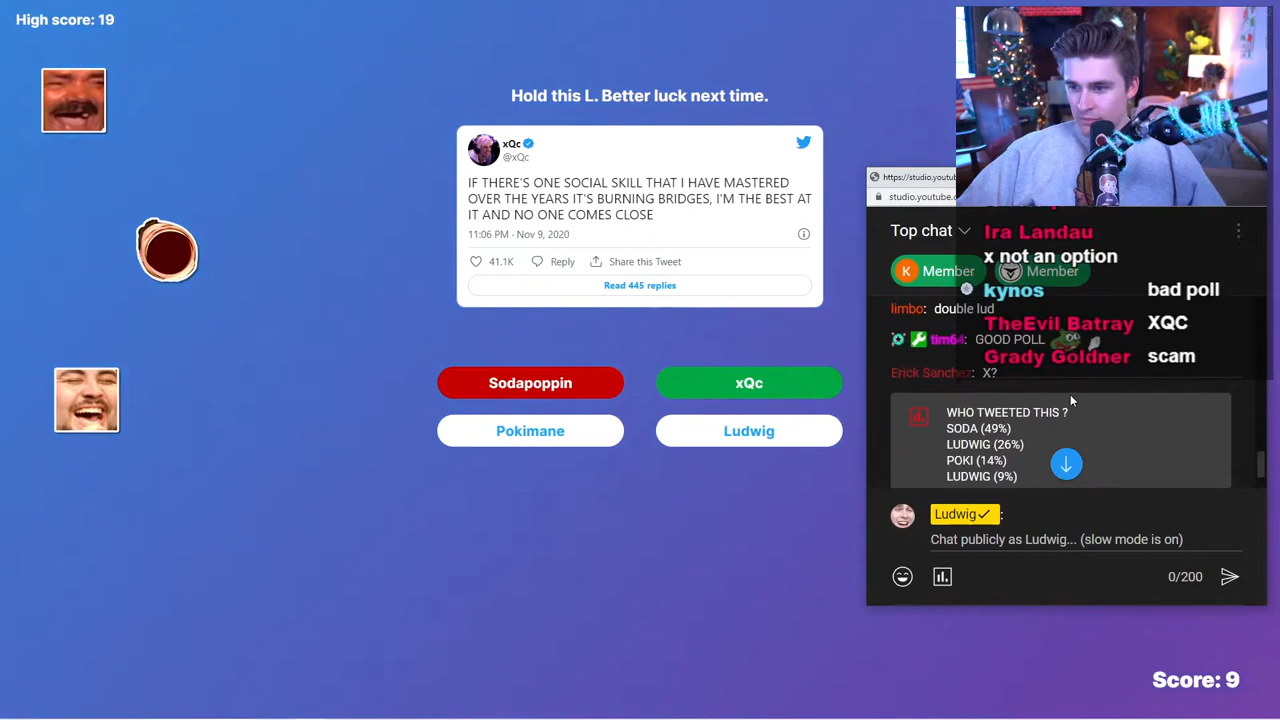 High score: 19
Hold this L. Better luck next time.
xQc
@xQc
IF THERE'S ONE SOCIAL SKILL THAT I HAVE MASTERED
OVER THE YEARS IT'S BURNING BRIDGES, I'M THE BEST AT
IT AND NO ONE COMES CLOSE
11:06 PM · Nov 9, 2020
41.1K Reply Share this Tweet
Read 445 replies
Sodapoppin
xQc
Pokimane
Ludwig
https://studio.youtub
studio.youtube.c
Top chat
Ira Landau
x not an option
K Member
Member
kynos bad poll
limbo: double lud
TheEvil Batray XQC
tim64: GOOD POLL
Grady Goldner scam
Erick Sanchez: X?
WHO TWEETED THIS ?
SODA (49%)
LUDWIG (26%)
POKI (14%)
LUDWIG (9%)
Ludwig:
Chat publicly as Ludwig... (slow mode is on)
0/200
Score: 9